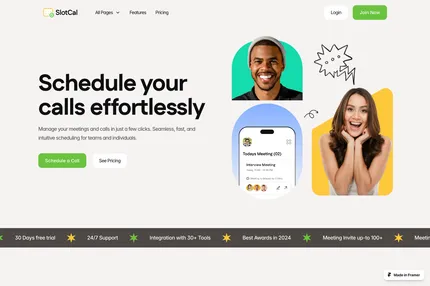 SlotCal
All Pages
Features
Pricing
Login
Join Now
Schedule your
calls effortlessly
Manage your meetings and calls in just a few clicks. Seamless, fast, and
intuitive scheduling for teams and individuals.
Schedule a Call
See Pricing
Todays Meeting (02)
Interview Meeting
30 Days free trial
24/7 Support
Integration with 30+ Tools
Best Awards in 2024
Meeting Invite up-to 100+
Meetin
Made in Framer